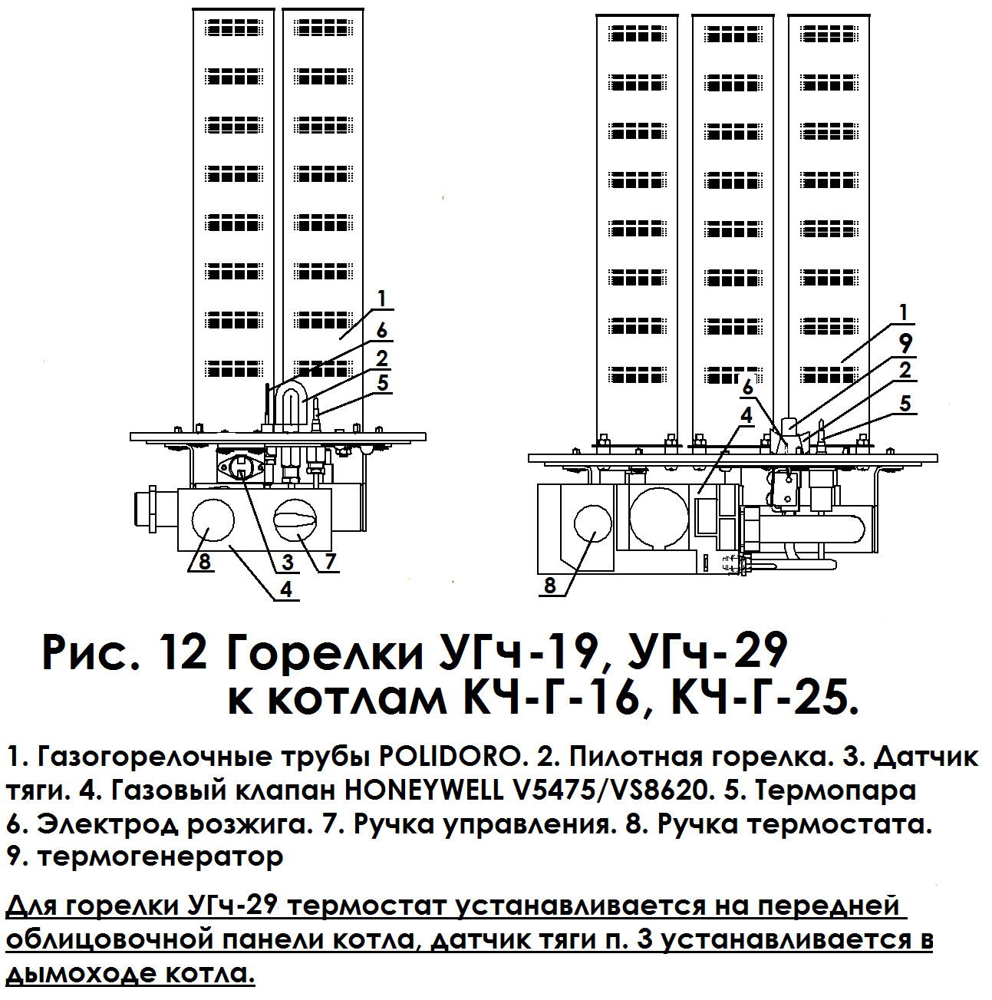 1
6
2
5
8
3
7
4
1
9
2
6
5
4
8
Рис. 12 Горелки УГч-19, УГч-29
к котлам КЧ-Г-16, КЧ-Г-25.
1. Газогорелочные трубы POLIDORO. 2. Пилотная горелка. 3. Датчик
тяги. 4. Газовый клапан HONEYWELL V5475/VS8620. 5. Термопара
6. Электрод розжига. 7. Ручка управления. 8. Ручка термостата.
9. термогенератор
Для горелки УГч-29 термостат устанавливается на передней
облицовочной панели котла, датчик тяги п. 3 устанавливается в
дымоходе котла.